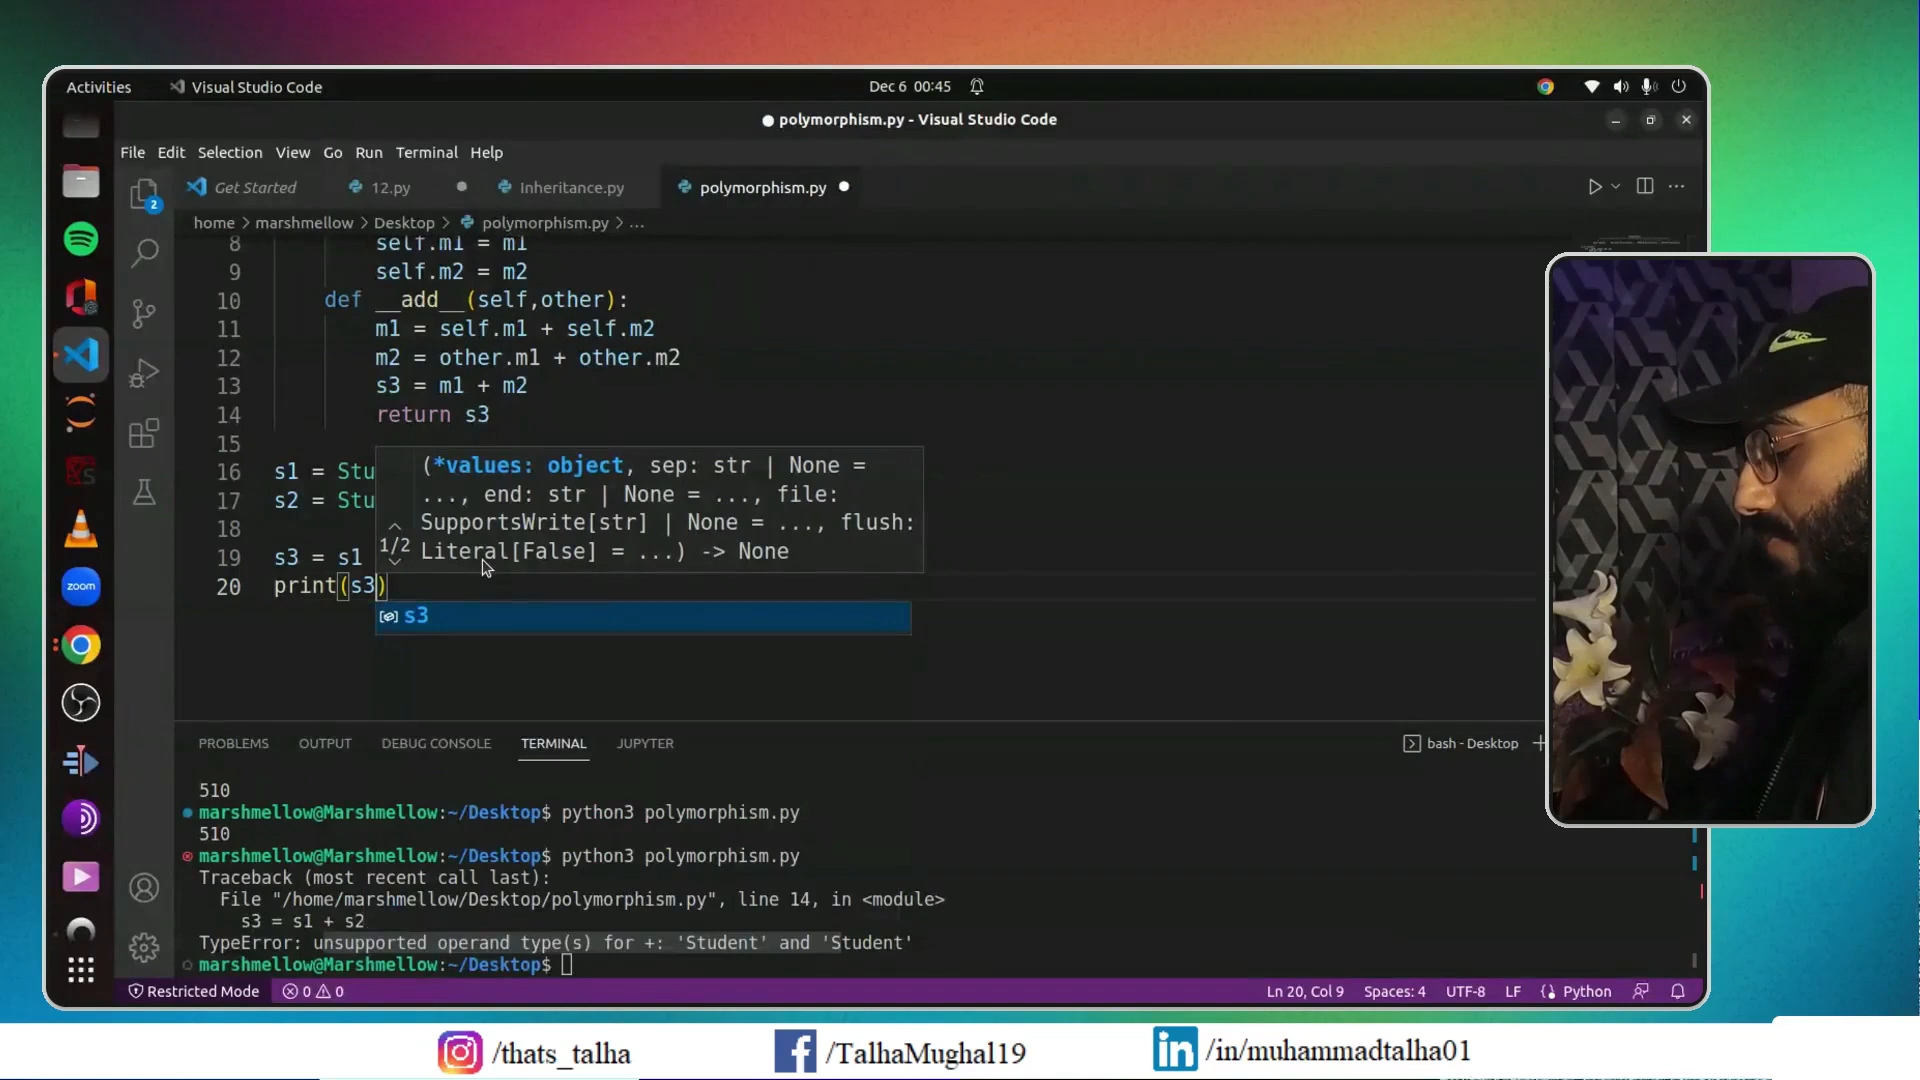 Activities
Visual Studio Code
Dec 6 00:45
polymorphism.py - Visual Studio Code
File Edit Selection View Go Run Terminal Help
Get Started
12.py
Inheritance.py
polymorphism.py
home > marshmellow > Desktop > polymorphism.py > ...
2
8 self.m1 = m1
9 self.m2 = m2
10 def __add__(self,other):
11 m1 = self.m1 + self.m2
12 m2 = other.m1 + other.m2
13 s3 = m1 + m2
14 return s3
15
(*values: object, sep: str | None =
16 s1 = Stu
..., end: str | None = ..., file:
17 s2 = Stu
SupportsWrite[str] | None = ..., flush:
18
1/2
Literal[False] = ...) -> None
19 s3 = s1
20 print(s3)
s3
zoom
PROBLEMS OUTPUT DEBUG CONSOLE TERMINAL JUPYTER
bash - Desktop
510
marshmellow@Marshmellow:~/Desktop$ python3 polymorphism.py
510
marshmellow@Marshmellow:~/Desktop$ python3 polymorphism.py
Traceback (most recent call last):
File "/home/marshmellow/Desktop/polymorphism.py", line 14, in <module>
s3 = s1 + s2
TypeError: unsupported operand type(s) for +: 'Student' and 'Student'
marshmellow@Marshmellow:~/Desktop$
Restricted Mode
0 0
Ln 20, Col 9 Spaces: 4 UTF-8 LF Python
/thats_talha
/TalhaMughal19
/in/muhammadtalha01